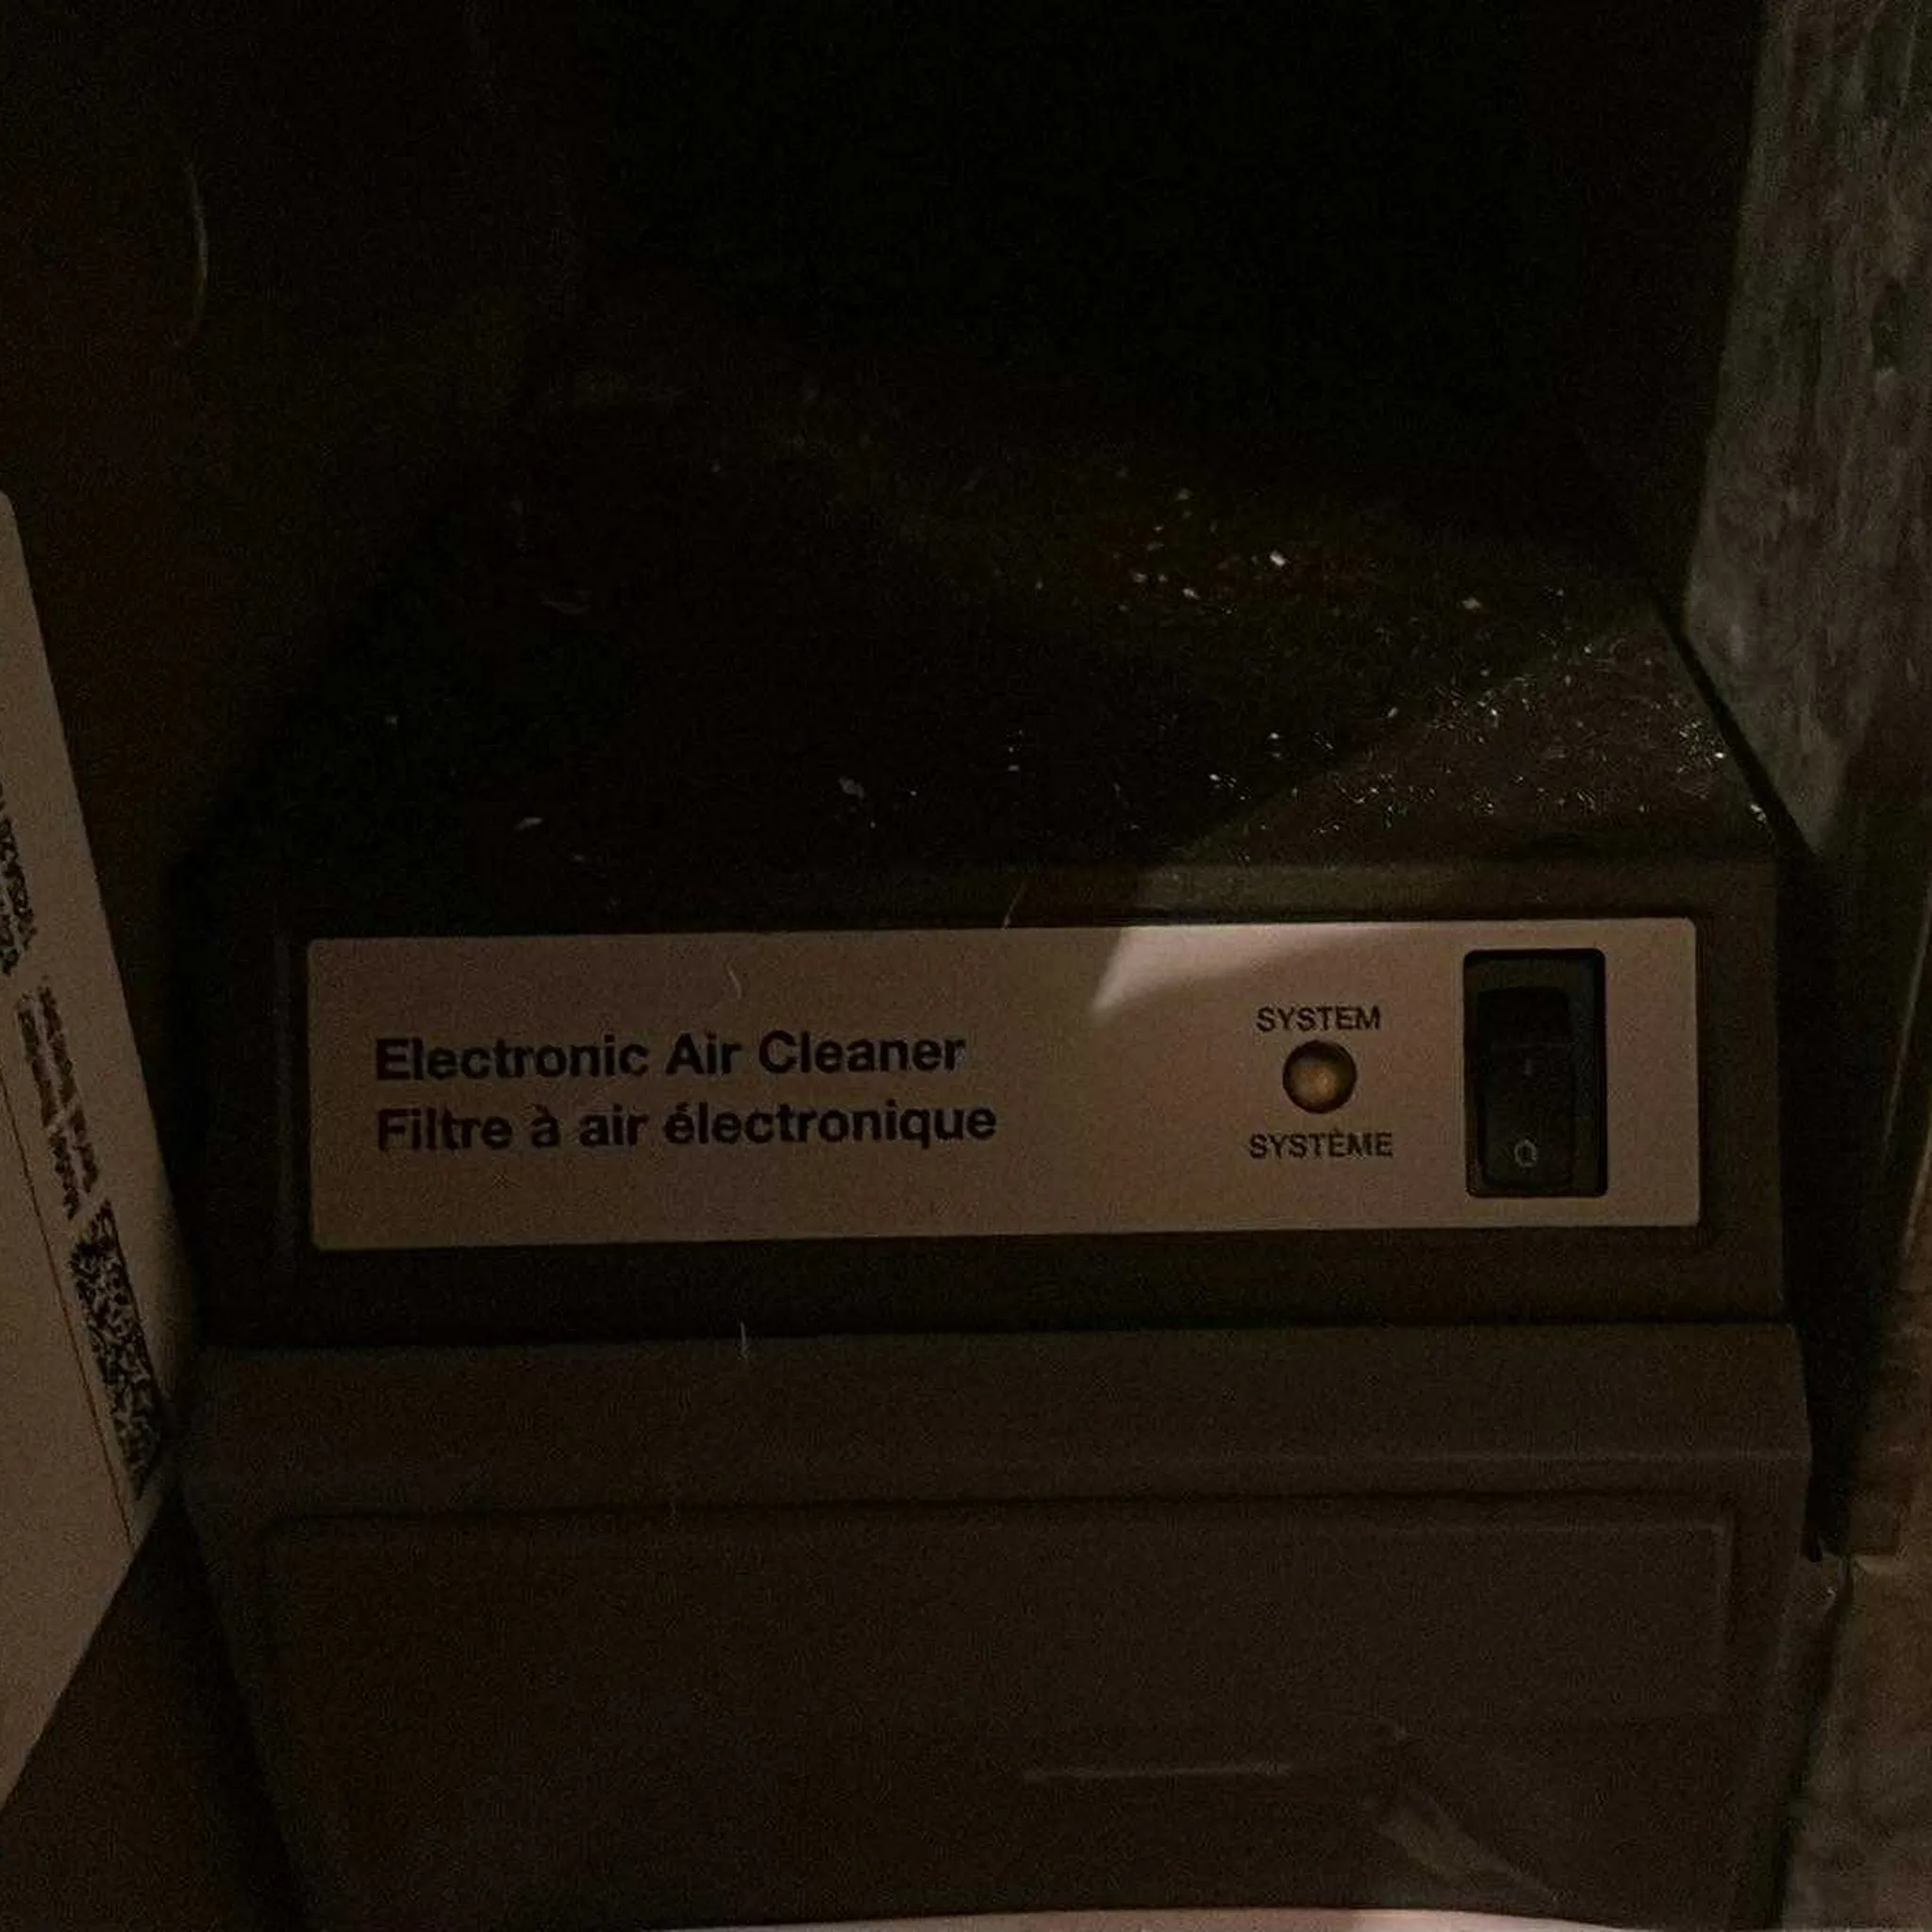 Electronic Air Cleaner
Filtre à air électronique
SYSTEM
SYSTÈME